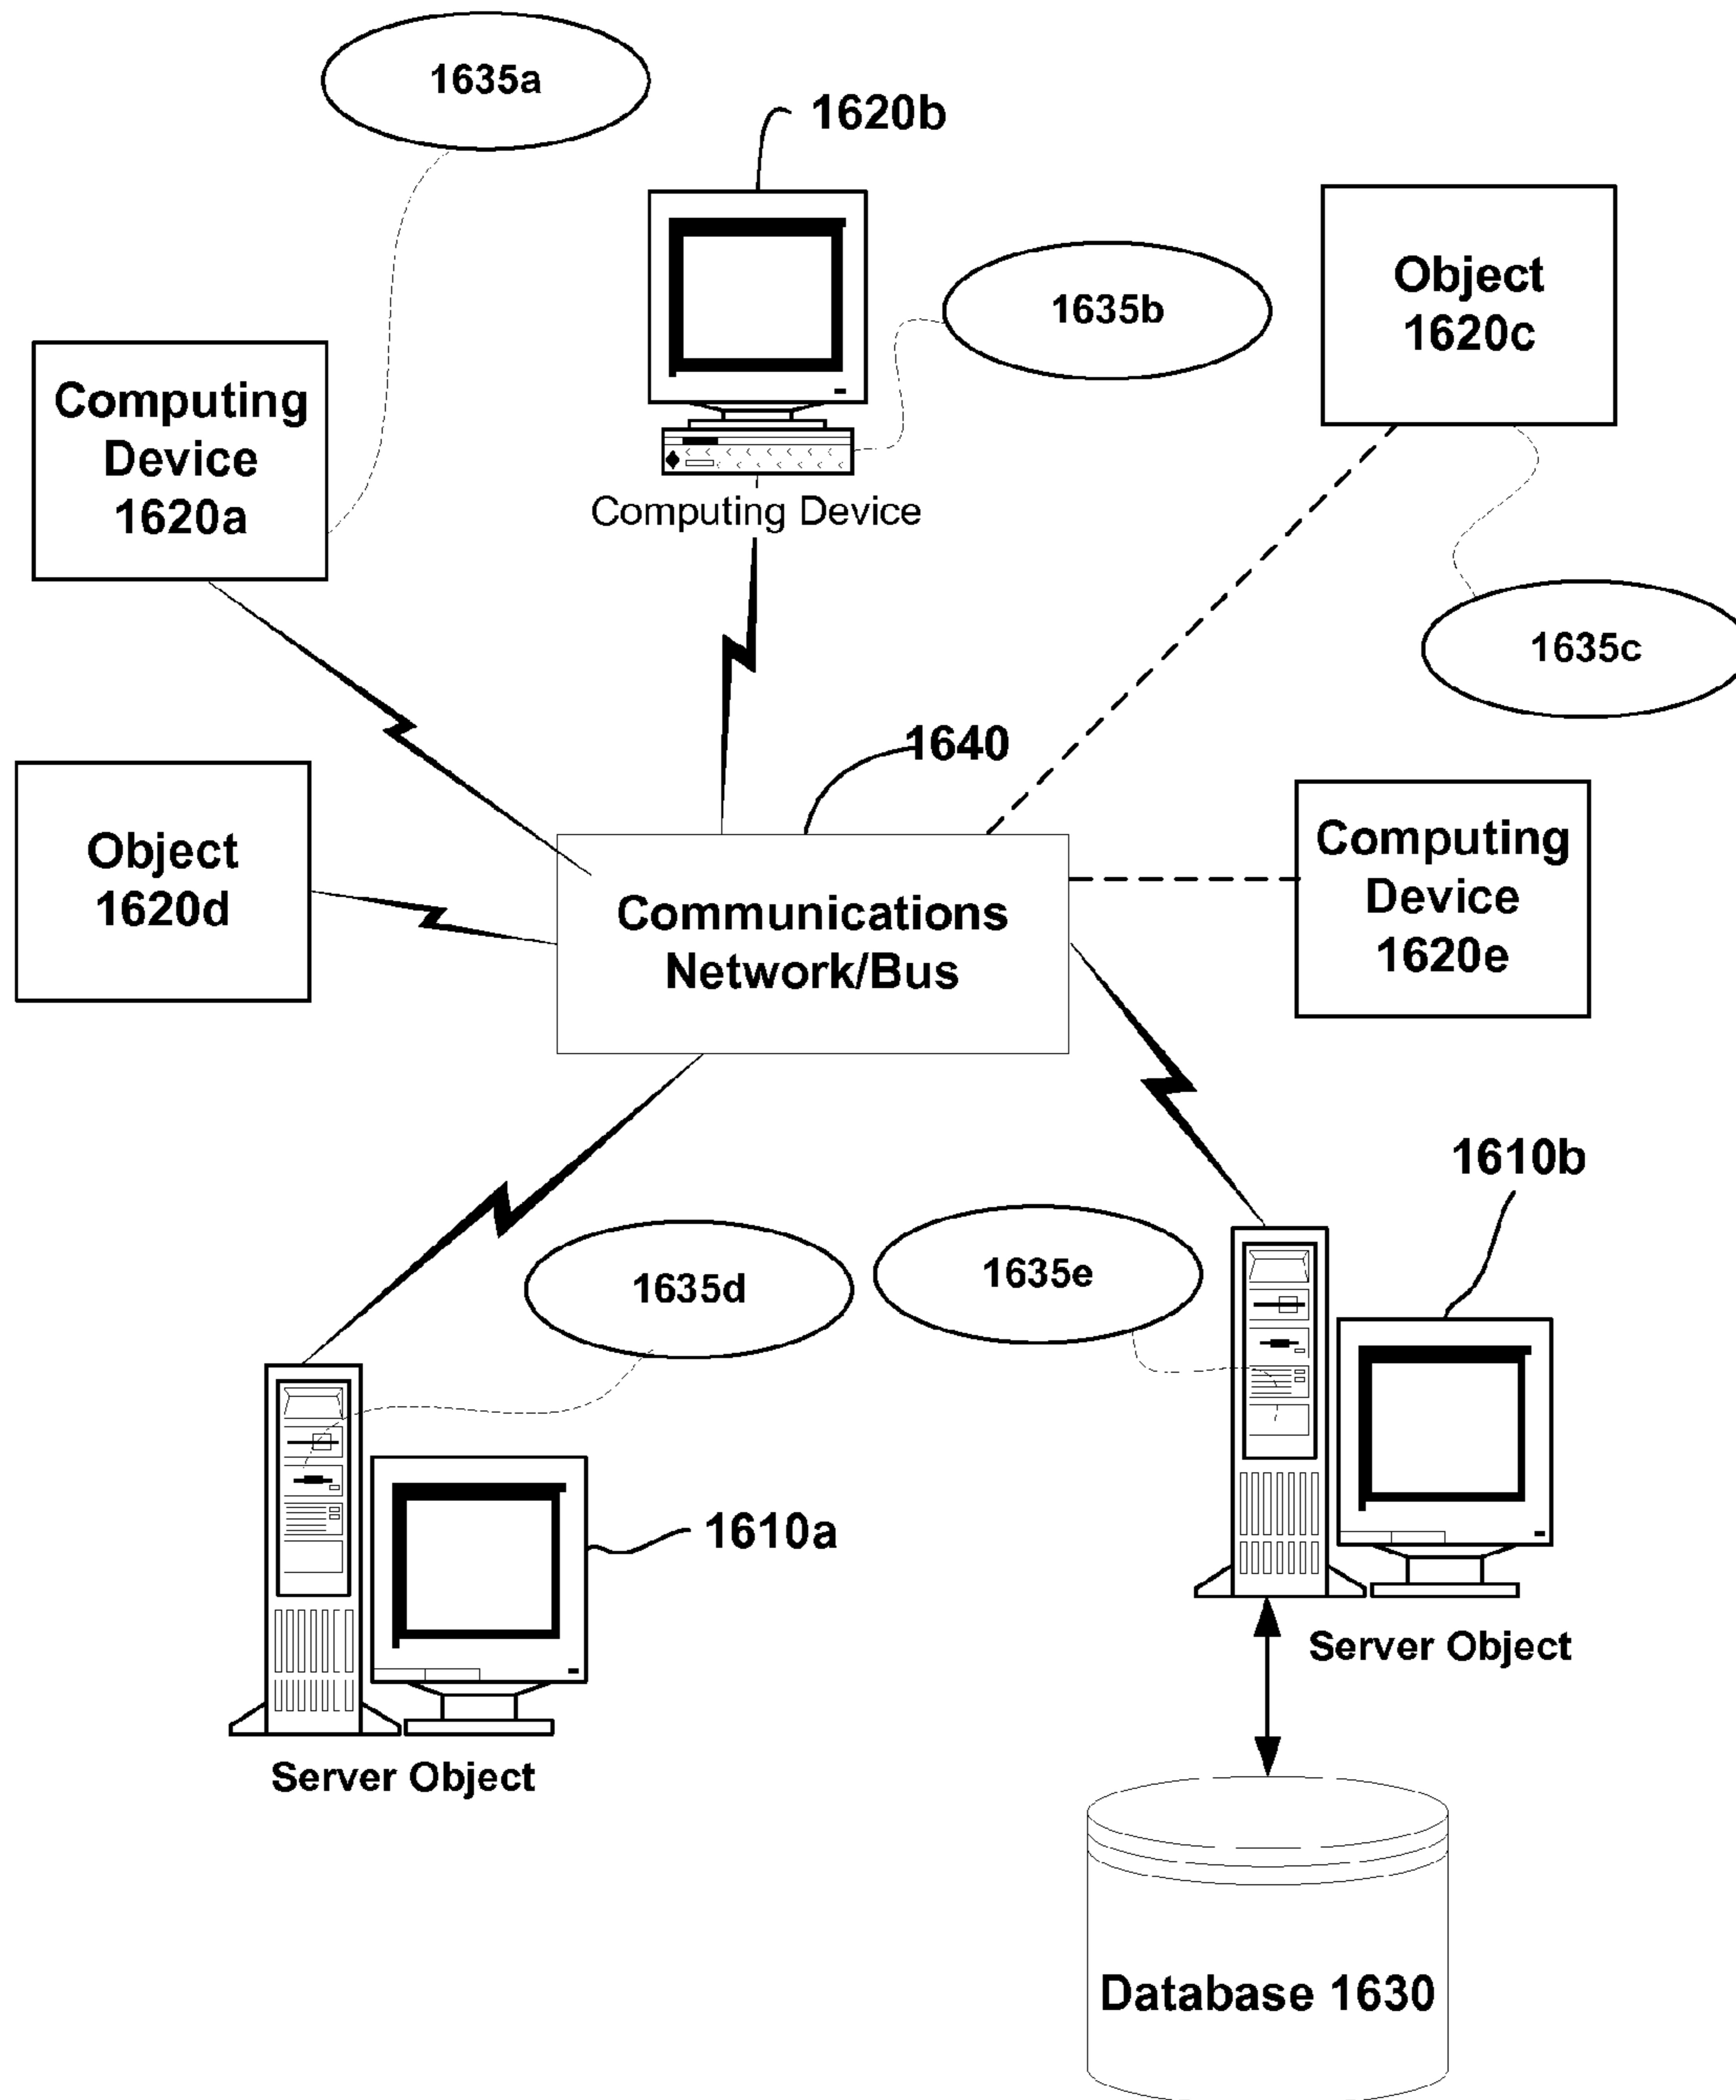 1635a
1620b
Object
1620c
1635b
Computing
Device
1620a
Computing Device
1635c
1640
Object
1620d
Computing
Device
1620e
Communications
Network/Bus
1610b
1635d
1635e
1610a
Server Object
Server Object
Database 1630